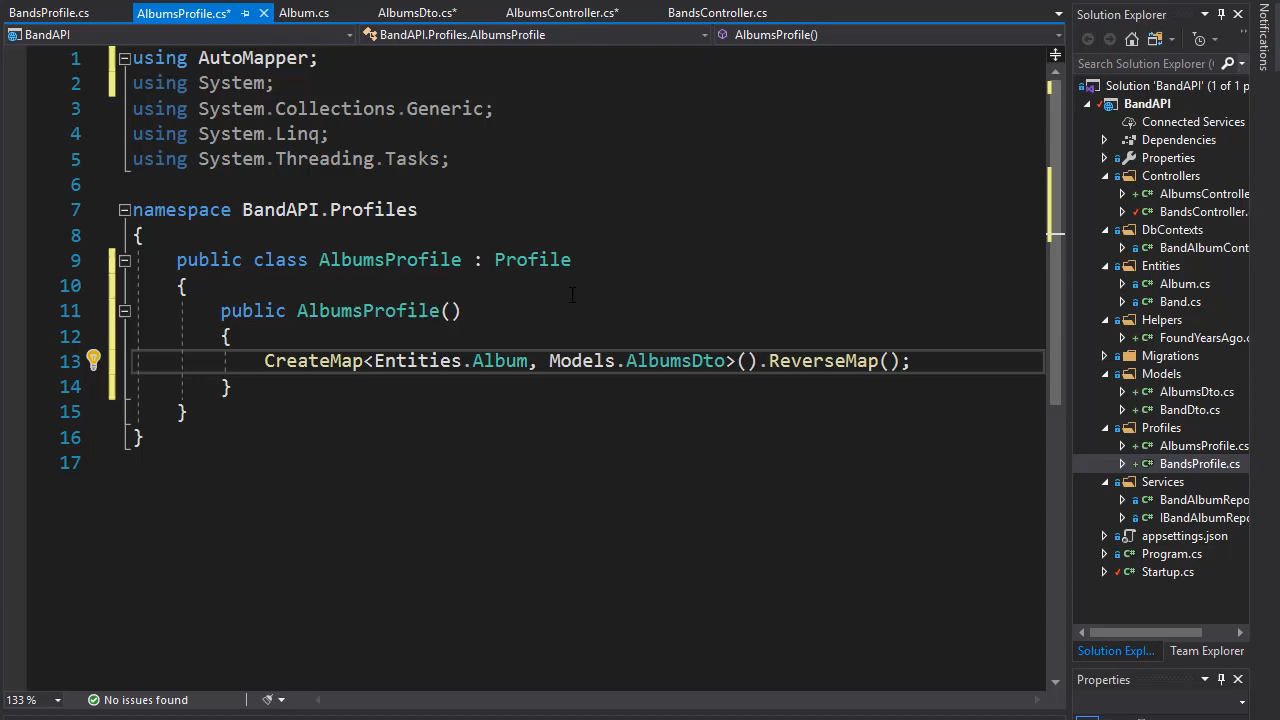 BandsProfile.cs
AlbumsProfile.cs*
Album.cs
AlbumsDto.cs*
AlbumsController.cs*
BandsController.cs
BandAPI
BandAPI.Profiles.AlbumsProfile
AlbumsProfile()
1 using AutoMapper;
2 using System;
3 using System.Collections.Generic;
4 using System.Linq;
5 using System.Threading.Tasks;
6
7 namespace BandAPI.Profiles
8 {
9 public class AlbumsProfile : Profile
10 {
11 public AlbumsProfile()
12 {
13 CreateMap<Entities.Album, Models.AlbumsDto>().ReverseMap();
14 }
15 }
16 }
17
133 %
No issues found
Solution Explorer
Search Solution Explorer (
Solution 'BandAPI' (1 of 1 p
BandAPI
Connected Services
Dependencies
Properties
Controllers
AlbumsControlle
BandsController.
DbContexts
BandAlbumCont
Entities
Album.cs
Band.cs
Helpers
FoundYearsAgo.
Migrations
Models
AlbumsDto.cs
BandDto.cs
Profiles
AlbumsProfile.cs
BandsProfile.cs
Services
BandAlbumRepo
IBandAlbumRepo
appsettings.json
Program.cs
Startup.cs
Solution Expl...
Team Explorer
Properties
Notifications